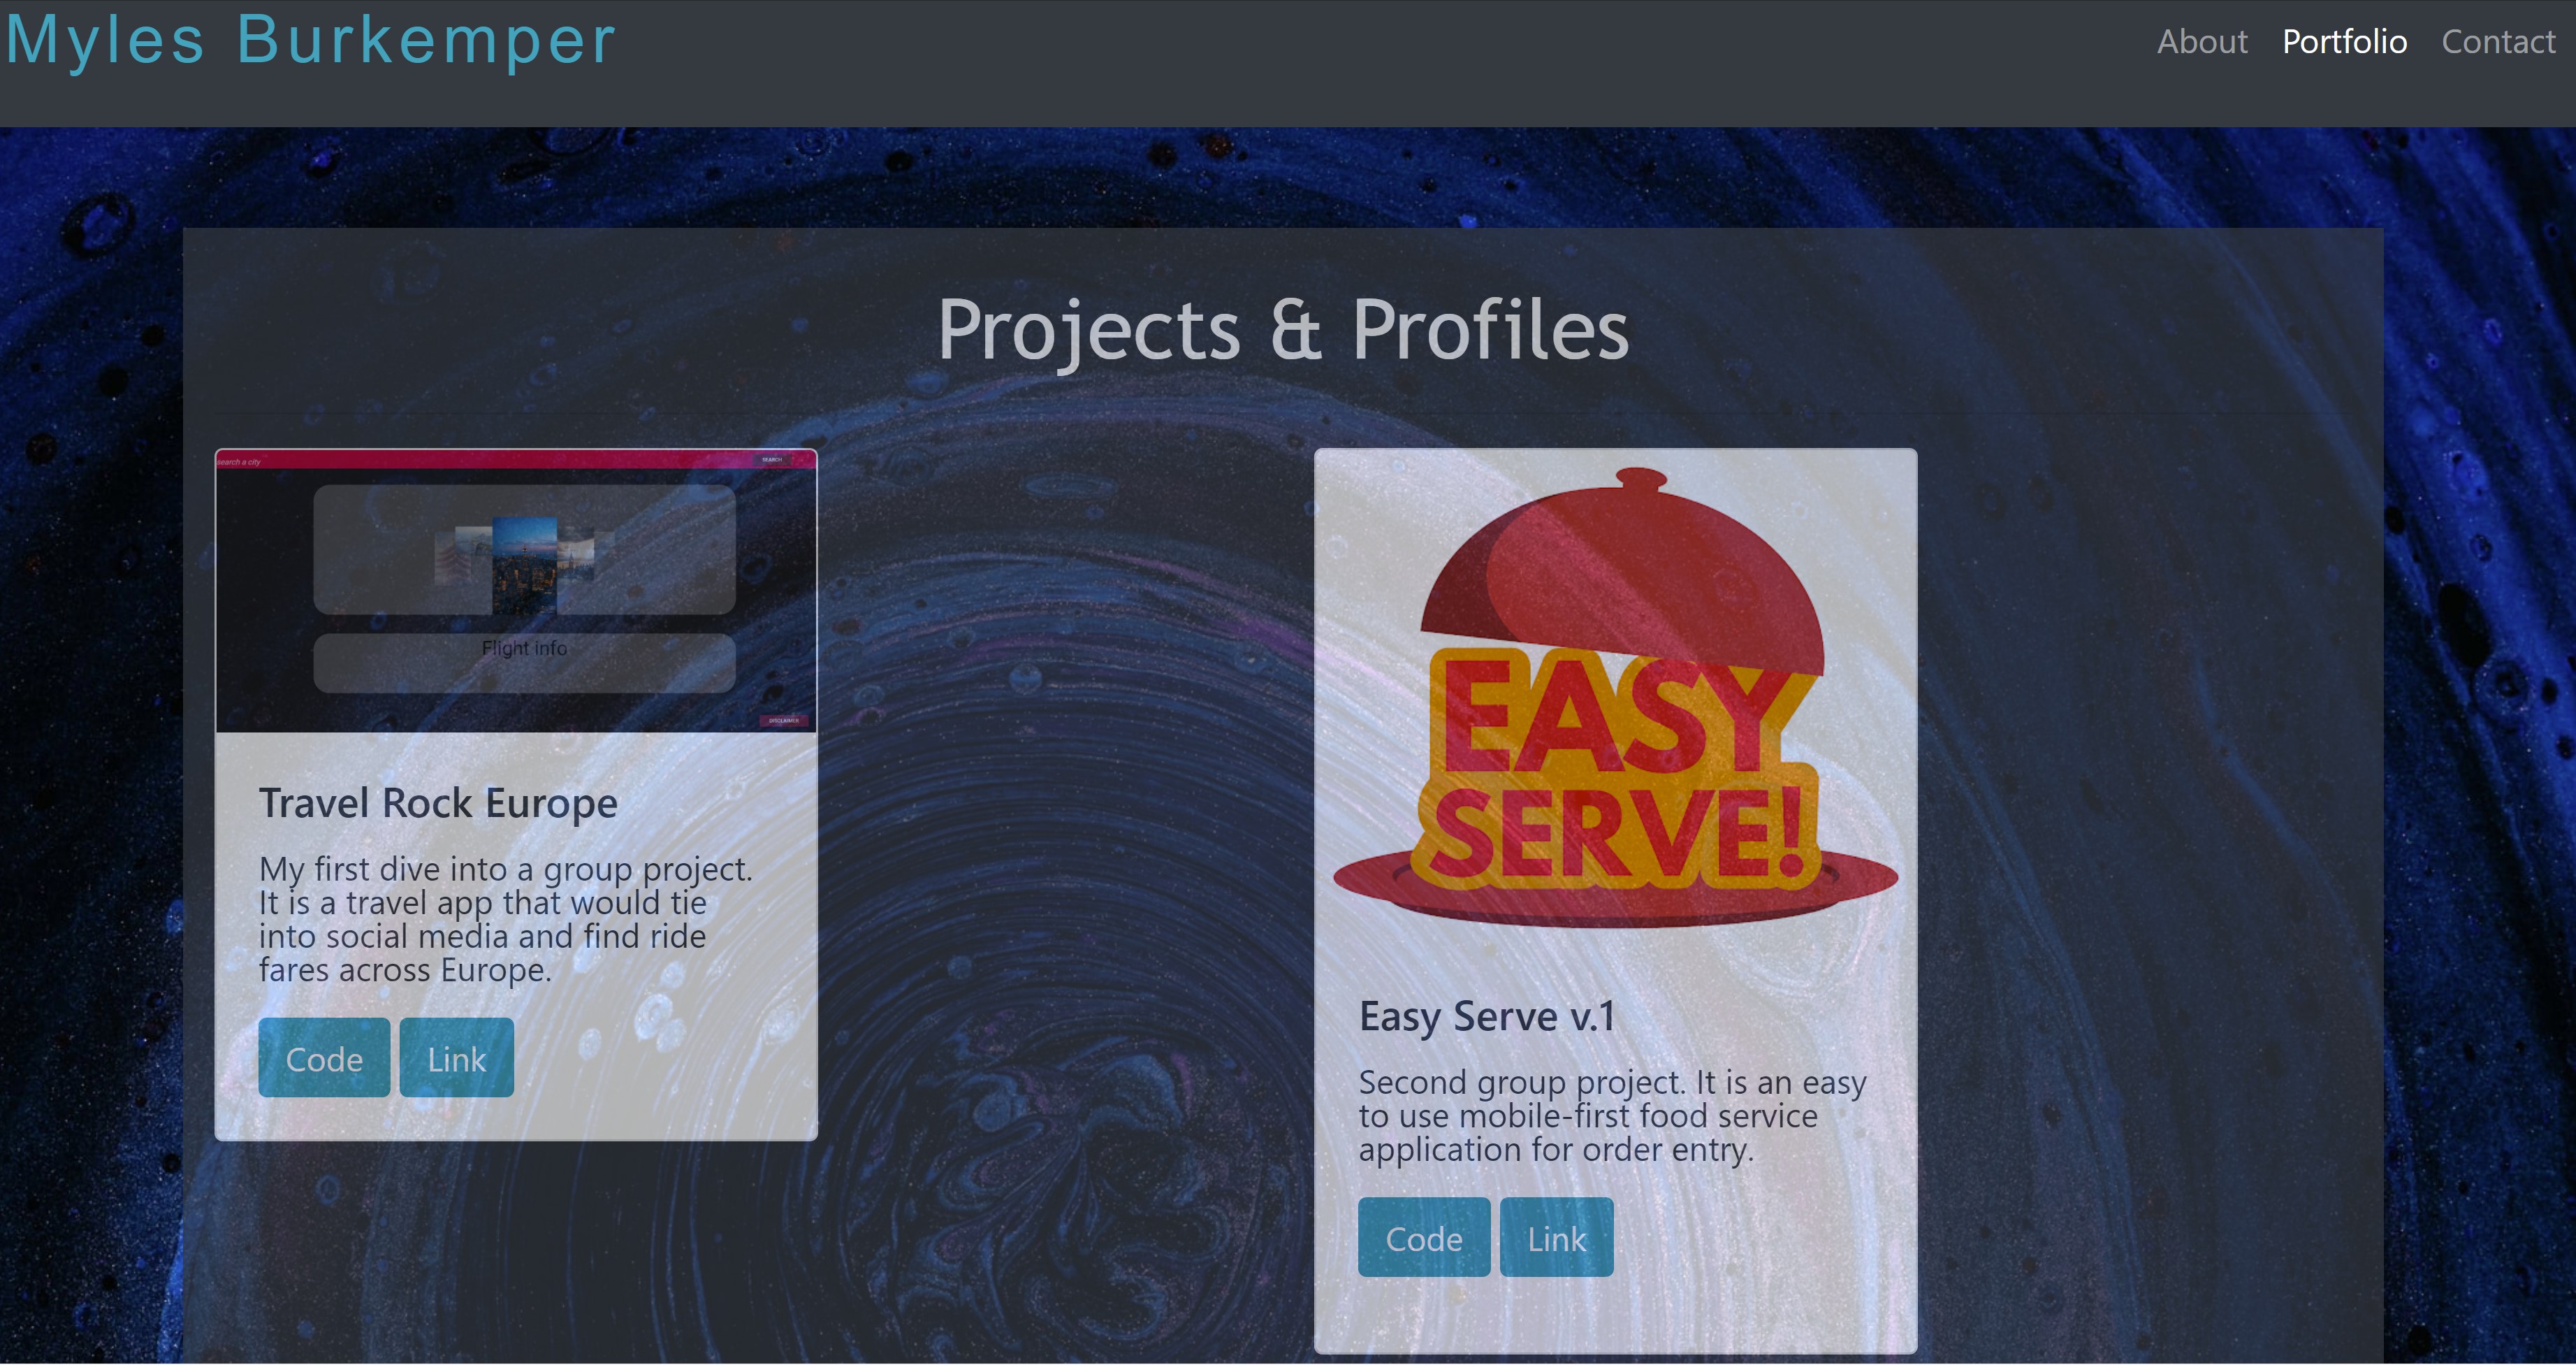 Myles Burkemper
About Portfolio Contact
Projects & Profiles
search a city
SEARCH
Flight info
DISCLAIMER
Travel Rock Europe
My first dive into a group project.
It is a travel app that would tie
into social media and find ride
fares across Europe.
Code Link
EASY
SERVE!
Easy Serve v.1
Second group project. It is an easy
to use mobile-first food service
application for order entry.
Code Link